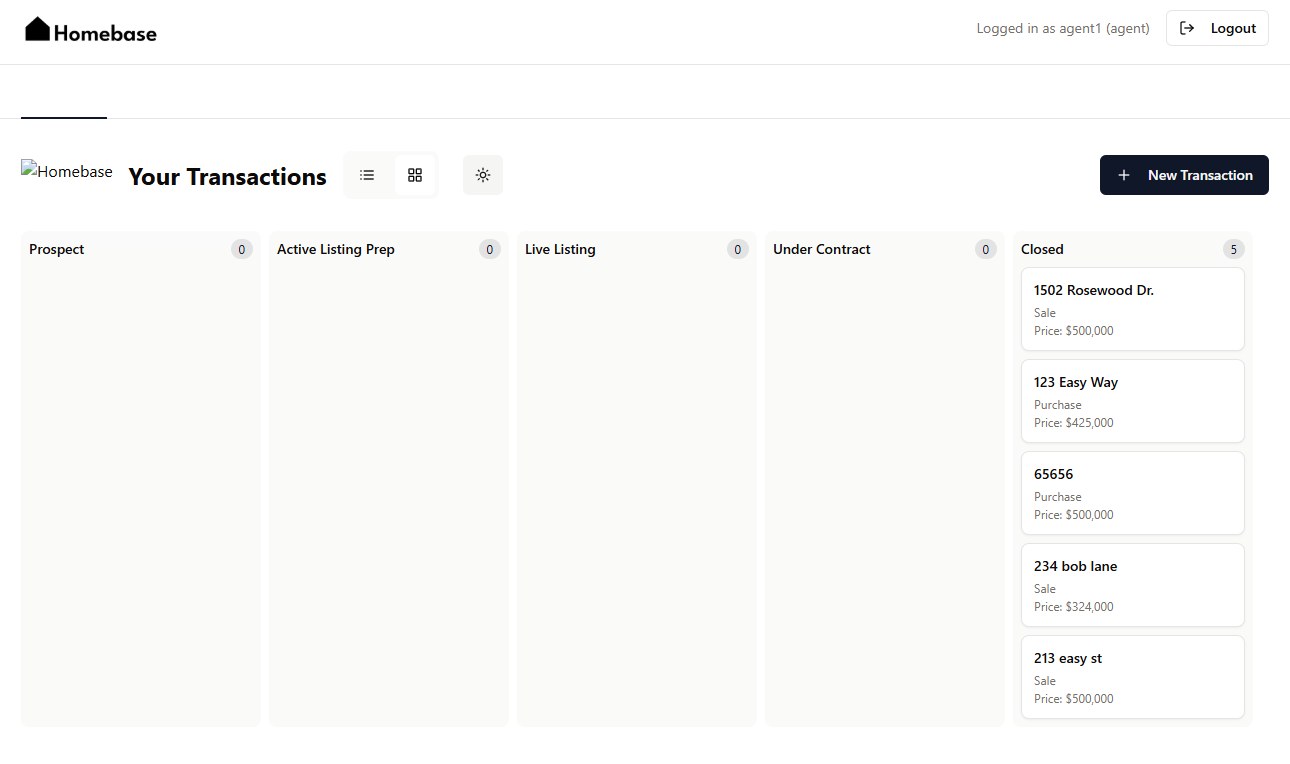 Homebase
Logged in as agent1 (agent)
Logout
Homebase
Your Transactions
New Transaction
Prospect 0
Active Listing Prep 0
Live Listing 0
Under Contract 0
Closed 5
1502 Rosewood Dr.
Sale
Price: $500,000
123 Easy Way
Purchase
Price: $425,000
65656
Purchase
Price: $500,000
234 bob lane
Sale
Price: $324,000
213 easy st
Sale
Price: $500,000